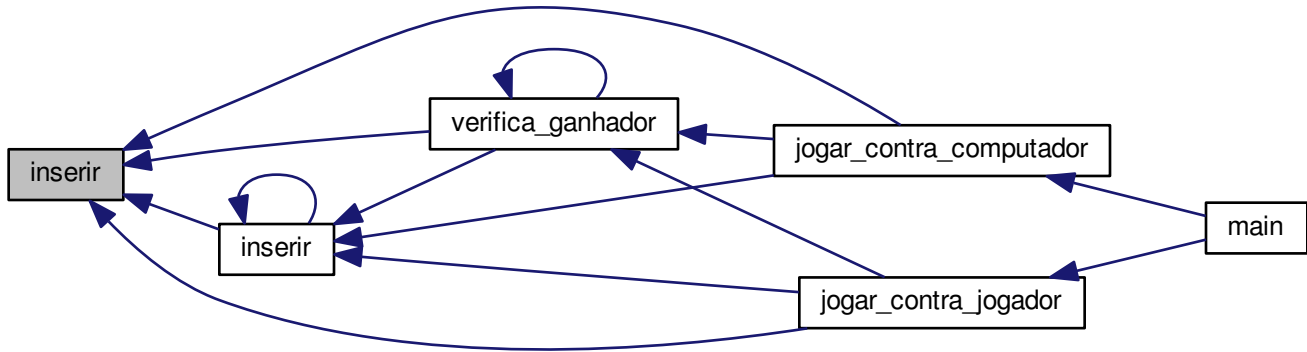 inserir
verifica_ganhador
inserir
jogar_contra_computador
jogar_contra_jogador
main